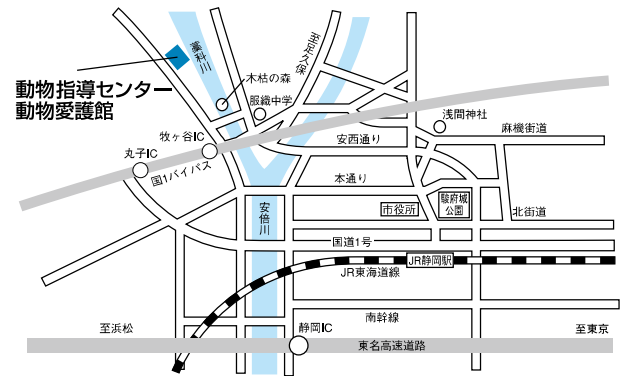 至足久保
藁科川
木枯の森
動物指導センター
動物愛護館
服織中学
浅間神社
麻機街道
牧ヶ谷IC
安西通り
丸子IC
国1バイパス
本通り
駿府城
公園
市役所
安倍川
北街道
国道1号
JR静岡駅
JR東海道線
南幹線
至浜松
静岡IC
至東京
東名高速道路